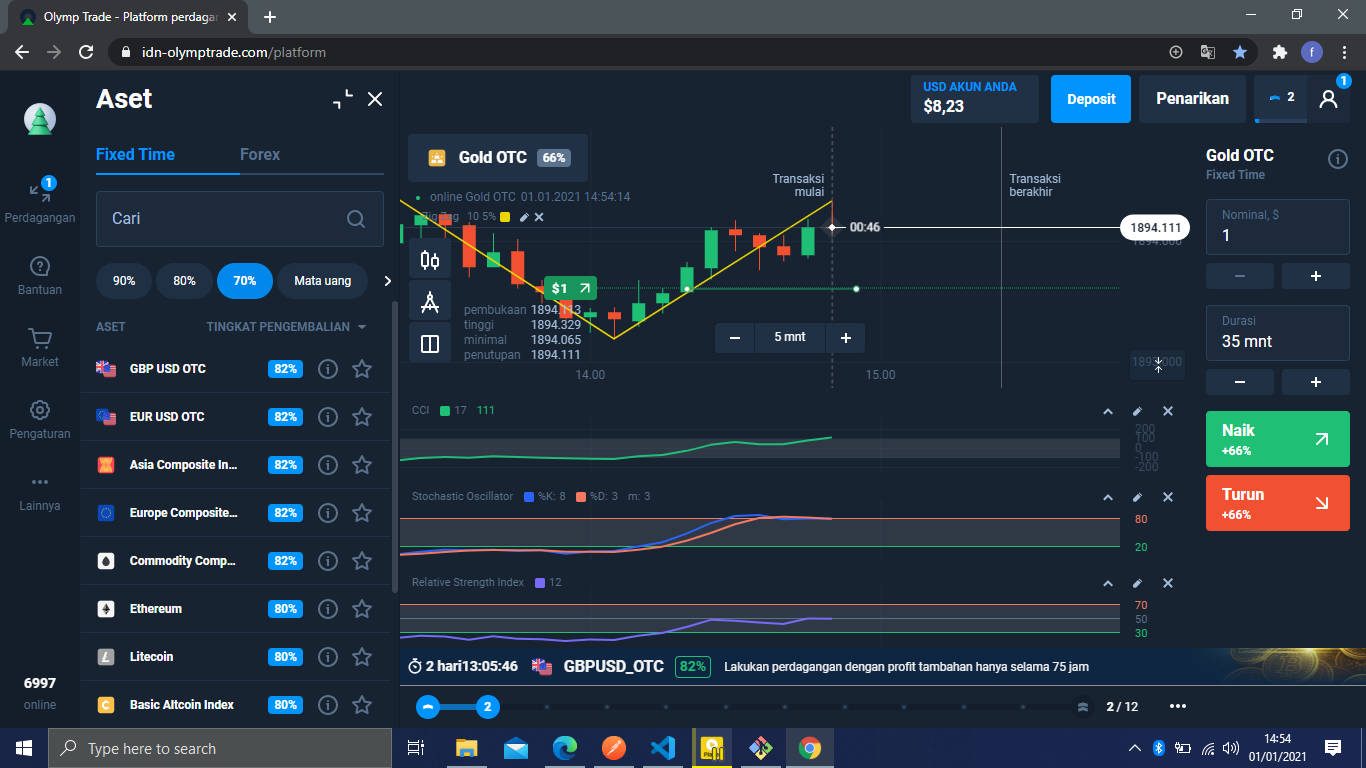 Olymp Trade - Platform perdagan
idn-olymptrade.com/platform
f
Aset
USD AKUN ANDA
$8,23
Deposit
Penarikan
2
1
Fixed Time
Forex
Cari
90%
80%
70%
Mata uang
ASET
TINGKAT PENGEMBALIAN
GBP USD OTC
82%
EUR USD OTC
82%
Asia Composite In...
82%
Europe Composite...
82%
Commodity Comp...
82%
Ethereum
80%
Litecoin
80%
Basic Altcoin Index
80%
1
Perdagangan
Bantuan
Market
Pengaturan
Lainnya
6997
online
Gold OTC
66%
online Gold OTC 01.01.2021 14:54:14
Zig Zag 10 5%
Transaksi
mulai
Transaksi
berakhir
00:46
1894.111
1894.000
$1
pembukaan 1894.113
tinggi 1894.329
minimal 1894.065
penutupan 1894.111
5 mnt
14.00
15.00
CCI 17 111
200
100
-100
-200
Stochastic Oscillator %K: 8 %D: 3 m: 3
80
20
Relative Strength Index 12
70
50
30
Gold OTC
Fixed Time
Nominal, $
1
Durasi
35 mnt
Naik
+66%
Turun
+66%
2 hari13:05:46
GBPUSD_OTC
82%
Lakukan perdagangan dengan profit tambahan hanya selama 75 jam
2
2 / 12
Type here to search
14:54
01/01/2021